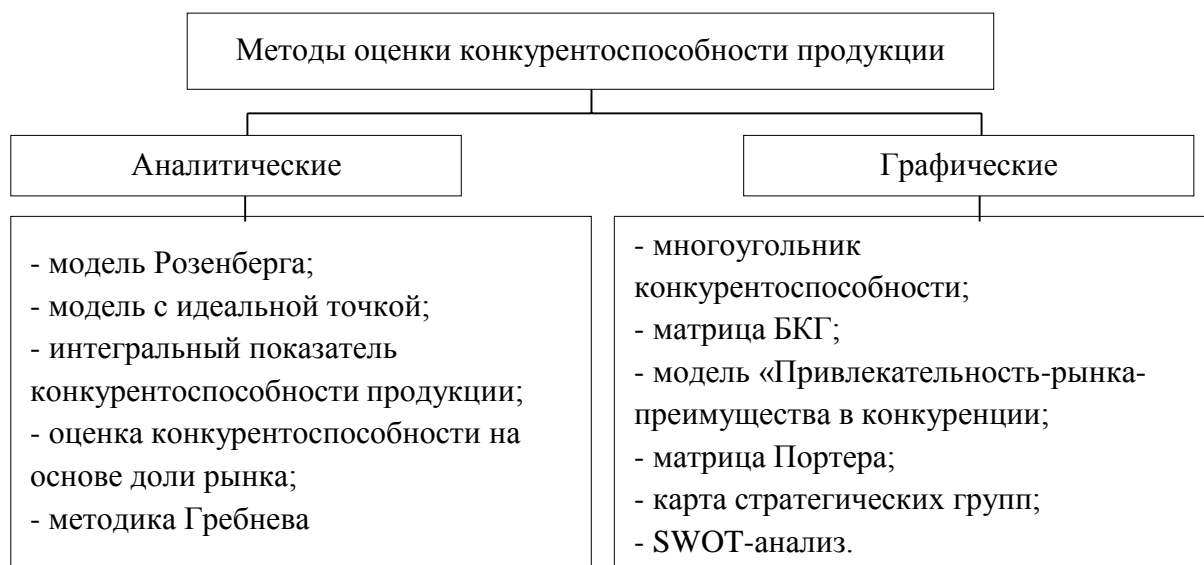 Методы оценки конкурентоспособности продукции
Аналитические
Графические
- модель Розенберга;
- модель с идеальной точкой;
- интегральный показатель
конкурентоспособности продукции;
- оценка конкурентоспособности на
основе доли рынка;
- методика Гребнева
- многоугольник
конкурентоспособности;
- матрица БКГ;
- модель «Привлекательность-рынка-
преимущества в конкуренции;
- матрица Портера;
- карта стратегических групп;
- SWOT-анализ.